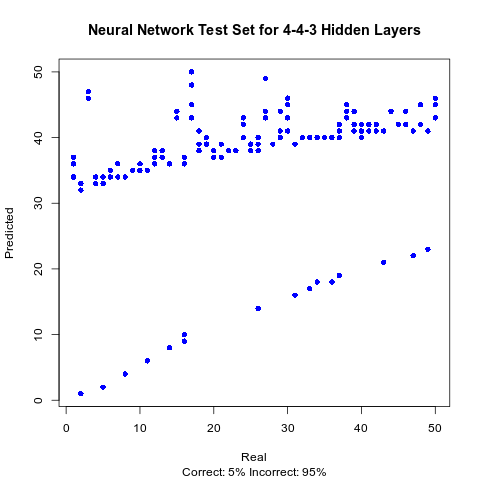 Neural Network Test Set for 4-4-3 Hidden Layers
50
40
30
20
10
0
Predicted
0 10 20 30 40 50
Real
Correct: 5% Incorrect: 95%